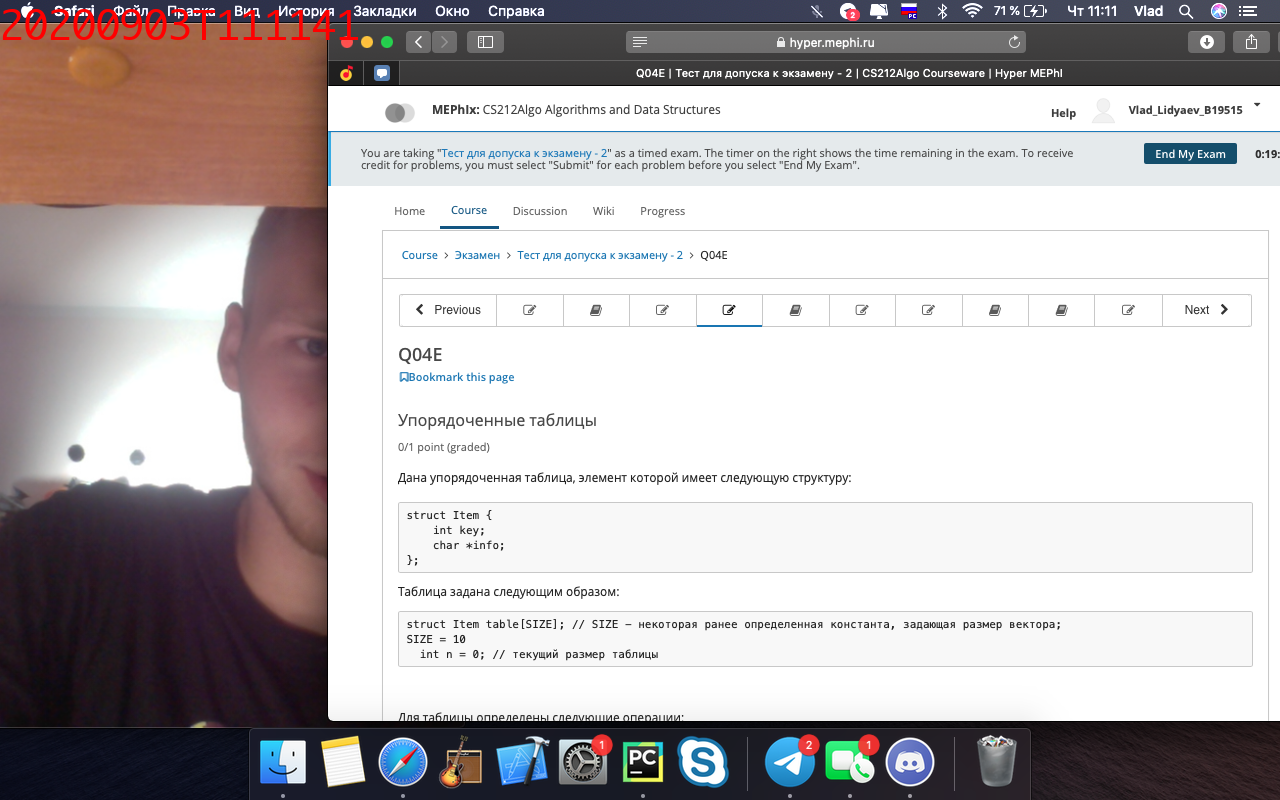 Safari Файл Правка Вид История Закладки Окно Справка
2 РС 71 % Чт 11:11 Vlad
20200903T111141
hyper.mephi.ru
Q04E | Тест для допуска к экзамену - 2 | CS212Algo Courseware | Hyper MEPhI
MEPhIx: CS212Algo Algorithms and Data Structures
Help Vlad_Lidyaev_B19515
You are taking "Тест для допуска к экзамену - 2" as a timed exam. The timer on the right shows the time remaining in the exam. To receive
credit for problems, you must select "Submit" for each problem before you select "End My Exam".
End My Exam 0:19:
Home Course Discussion Wiki Progress
Course > Экзамен > Тест для допуска к экзамену - 2 > Q04E
Previous Next
Q04E
Bookmark this page
Упорядоченные таблицы
0/1 point (graded)
Дана упорядоченная таблица, элемент которой имеет следующую структуру:
struct Item {
int key;
char *info;
};
Таблица задана следующим образом:
struct Item table[SIZE]; // SIZE – некоторая ранее определенная константа, задающая размер вектора;
SIZE = 10
int n = 0; // текущий размер таблицы
Для таблицы определены следующие операции:
1 PC 2 1